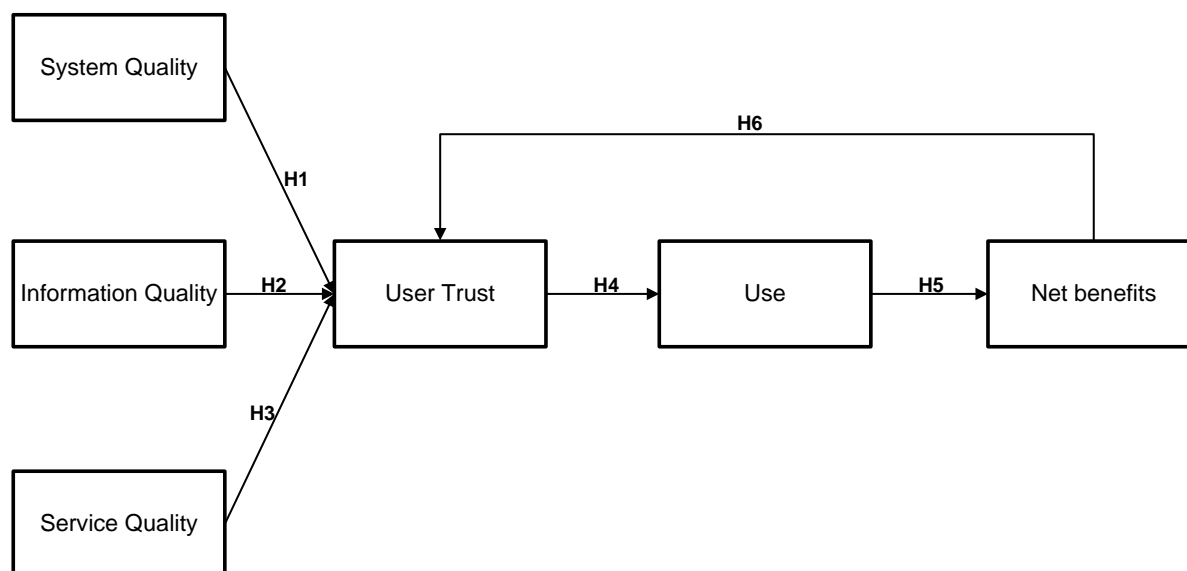 System Quality
H6
H1
Information Quality
H2
User Trust
H4
Use
H5
Net benefits
H3
Service Quality